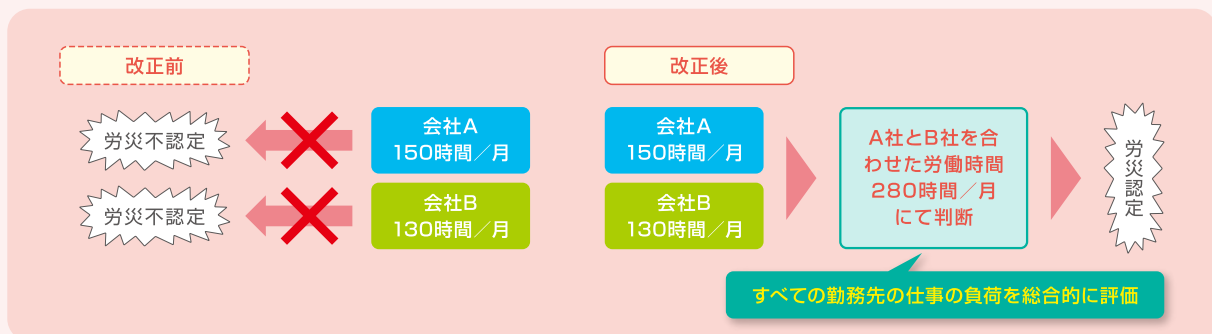 改正前
労災不認定
会社A
150時間／月
労災不認定
会社B
130時間／月
改正後
会社A
150時間／月
会社B
130時間／月
A社とB社を合
わせた労働時間
280時間／月
にて判断
労災認定
すべての勤務先の仕事の負荷を総合的に評価